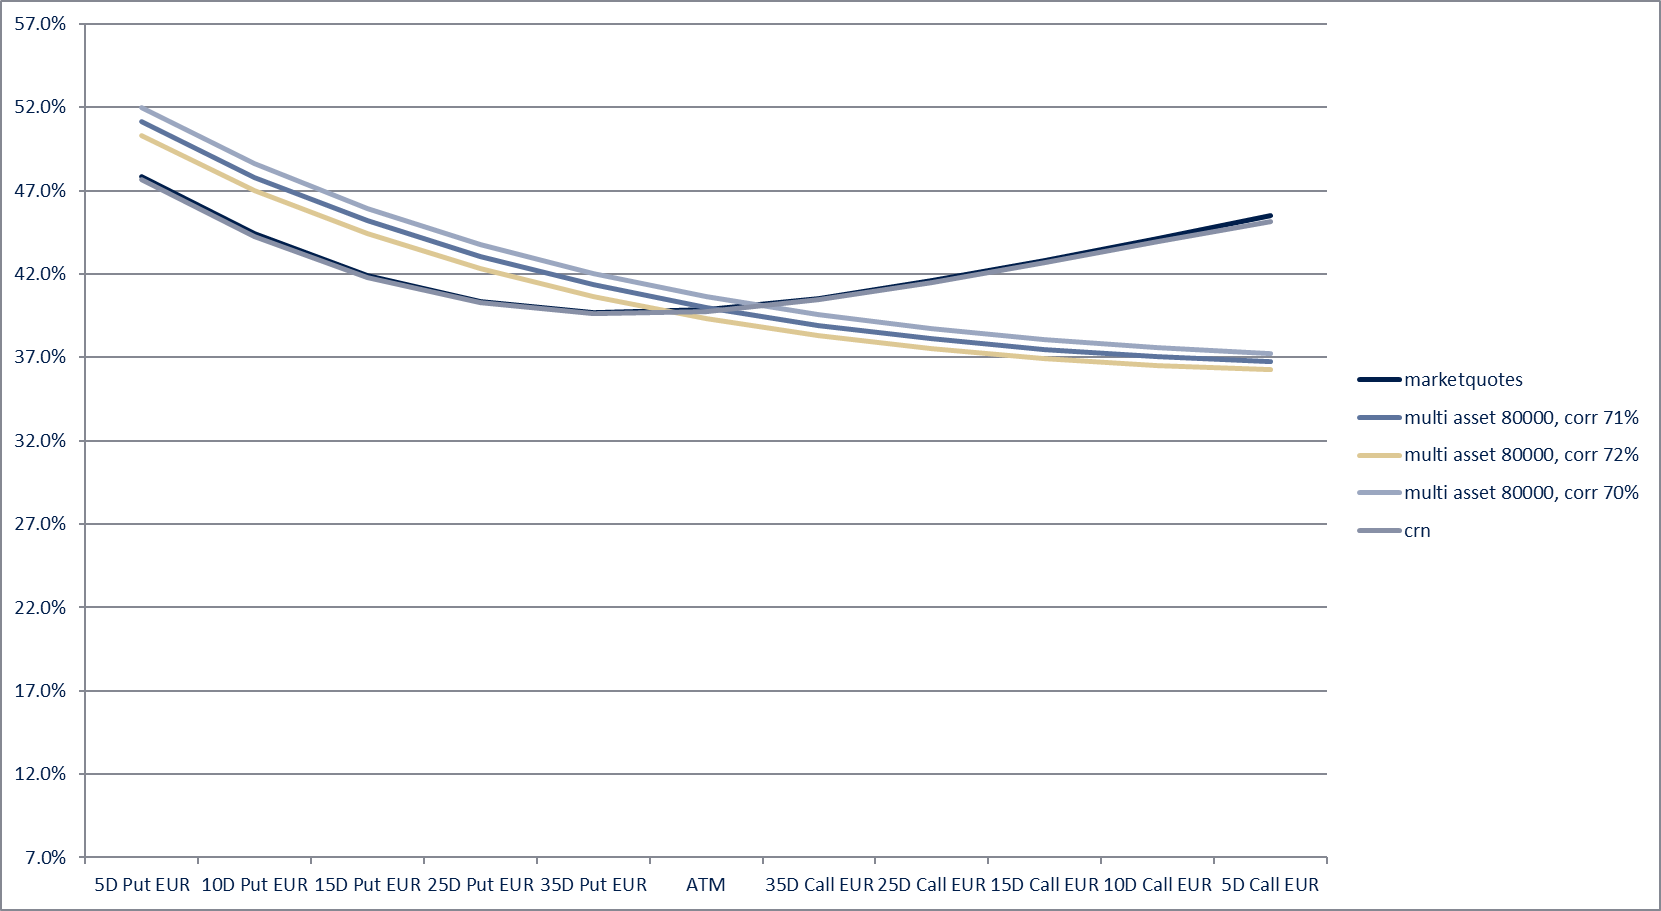 57.0%
52.0%
47.0%
42.0%
37.0%
32.0%
27.0%
22.0%
17.0%
12.0%
7.0%
5D Put EUR 10D Put EUR 15D Put EUR 25D Put EUR 35D Put EUR ATM 35D Call EUR 25D Call EUR 15D Call EUR 10D Call EUR 5D Call EUR
marketquotes
multi asset 80000, corr 71%
multi asset 80000, corr 72%
multi asset 80000, corr 70%
crn